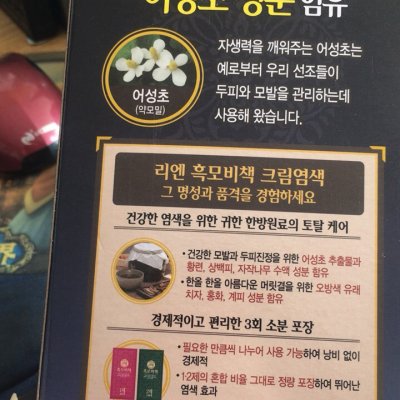 어성초 성분 함유
자생력을 깨워주는 어성초는
예로부터 우리 선조들이
두피와 모발을 관리하는데
사용해 왔습니다.
어성초
(약모밀)
리엔 흑모비책 크림염색
그 명성과 품격을 경험하세요
건강한 염색을 위한 귀한 한방원료의 토탈 케어
• 건강한 모발과 두피진정을 위한 어성초 추출물과
황련, 상백피, 자작나무 수액 성분 함유
• 한올 한올 아름다운 머릿결을 위한 오방색 유래
치자, 홍화, 계피 성분 함유
경제적이고 편리한 3회 소분 포장
• 필요한 만큼씩 나누어 사용 가능하여 남비 없이
경제적
• 1·2제의 혼합 비율 그대로 정량 포장하여 뛰어난
염색 효과